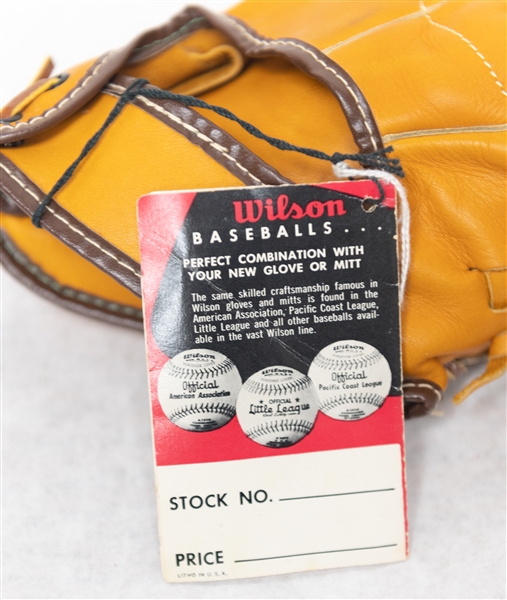 Wilson
BASEBALLS...
PERFECT COMBINATION WITH
YOUR NEW GLOVE OR MITT
The same skilled craftsmanship famous in
Wilson gloves and mitts is found in the
American Association, Pacific Coast League,
Little League and all other baseballs avail-
able in the vast Wilson line.
Wilson
Official
American Association
Wilson
OFFICIAL
Little League
Wilson
Official
Pacific Coast League
STOCK NO.
PRICE
LITHO IN U.S.A.